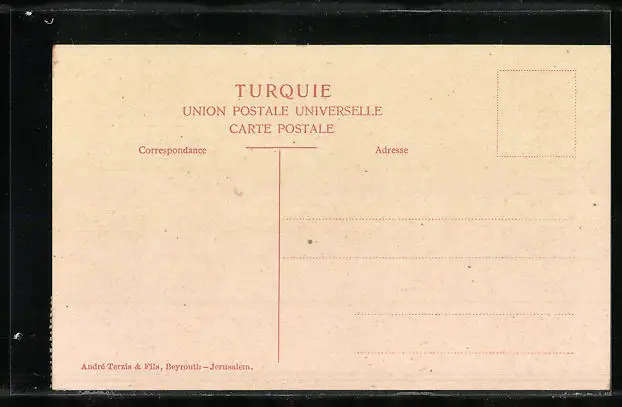 TURQUIE
UNION POSTALE UNIVERSELLE
CARTE POSTALE
Correspondance
Adresse
André Terzis & Fils, Beyrouth – Jerusalem.